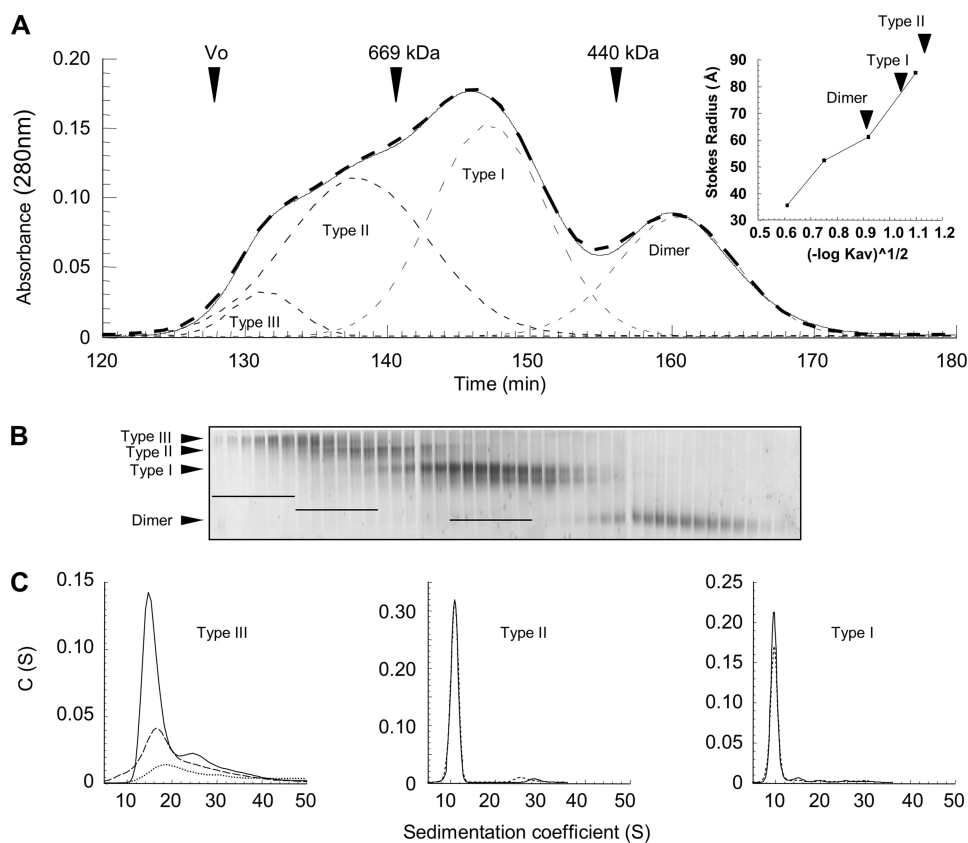 A
Vo
669 kDa
440 kDa
Absorbance (280nm)
0.20
0.15
0.10
0.05
0
Type III
Type II
Type I
Dimer
120 130 140 150 160 170 180
Time (min)
Type II
Type I
Dimer
Stokes Radius (Å)
90
80
70
60
50
40
30
0.5 0.6 0.7 0.8 0.9 1.0 1.1 1.2
(-log Kav)^1/2
B
Type III
Type II
Type I
Dimer
C
C (S)
0.15
0.10
0.05
0
Type III
10 20 30 40 50
0.30
0.20
0.10
0
Type II
10 20 30 40 50
0.25
0.20
0.15
0.10
0.05
0
Type I
10 20 30 40 50
Sedimentation coefficient (S)